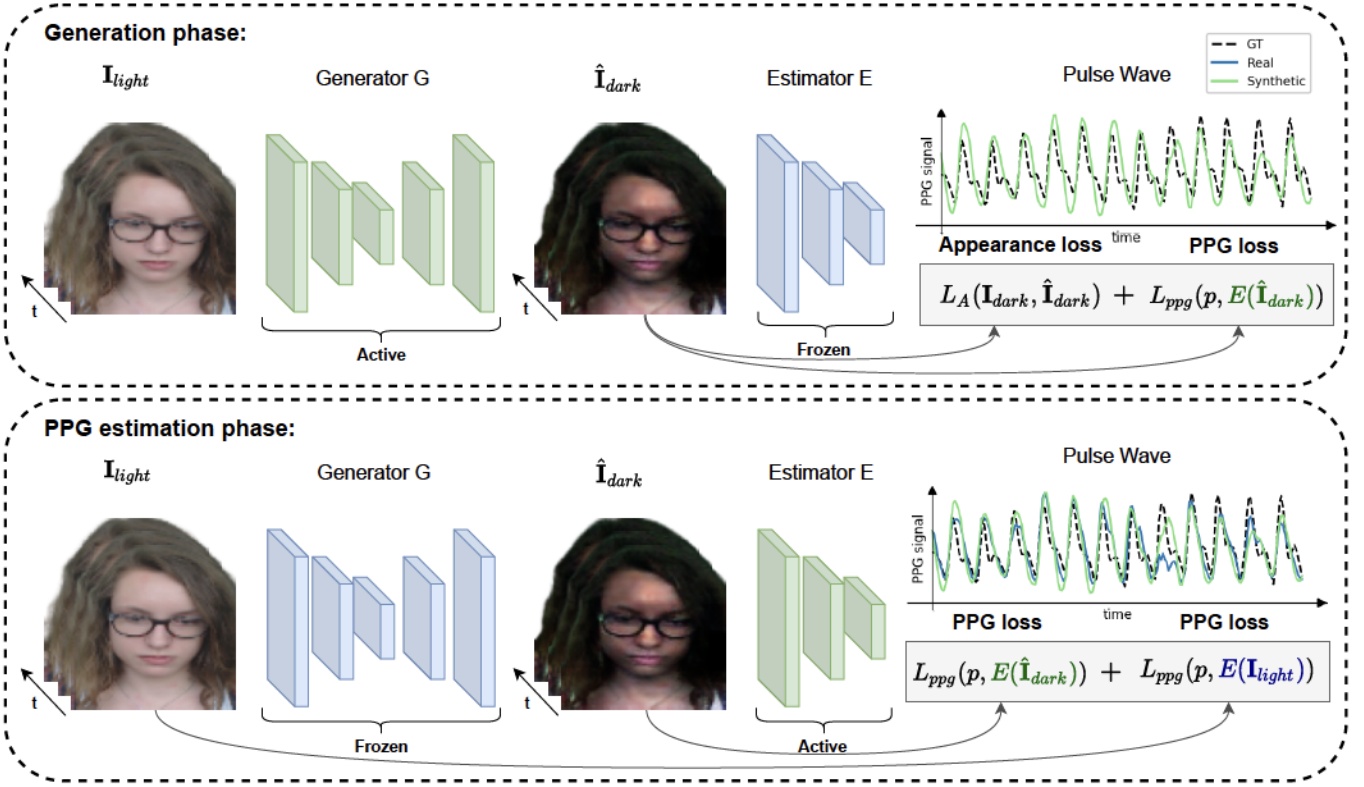 Generation phase:
I_light
Generator G
Î_dark
Estimator E
Pulse Wave
GT
Real
Synthetic
PPG signal
time
t
Active
Frozen
Appearance loss
PPG loss
L_A(I_dark, Î_dark) + L_ppg(p, E(Î_dark))
PPG estimation phase:
I_light
Generator G
Î_dark
Estimator E
Pulse Wave
PPG signal
time
t
Frozen
Active
PPG loss
PPG loss
L_ppg(p, E(Î_dark)) + L_ppg(p, E(I_light))